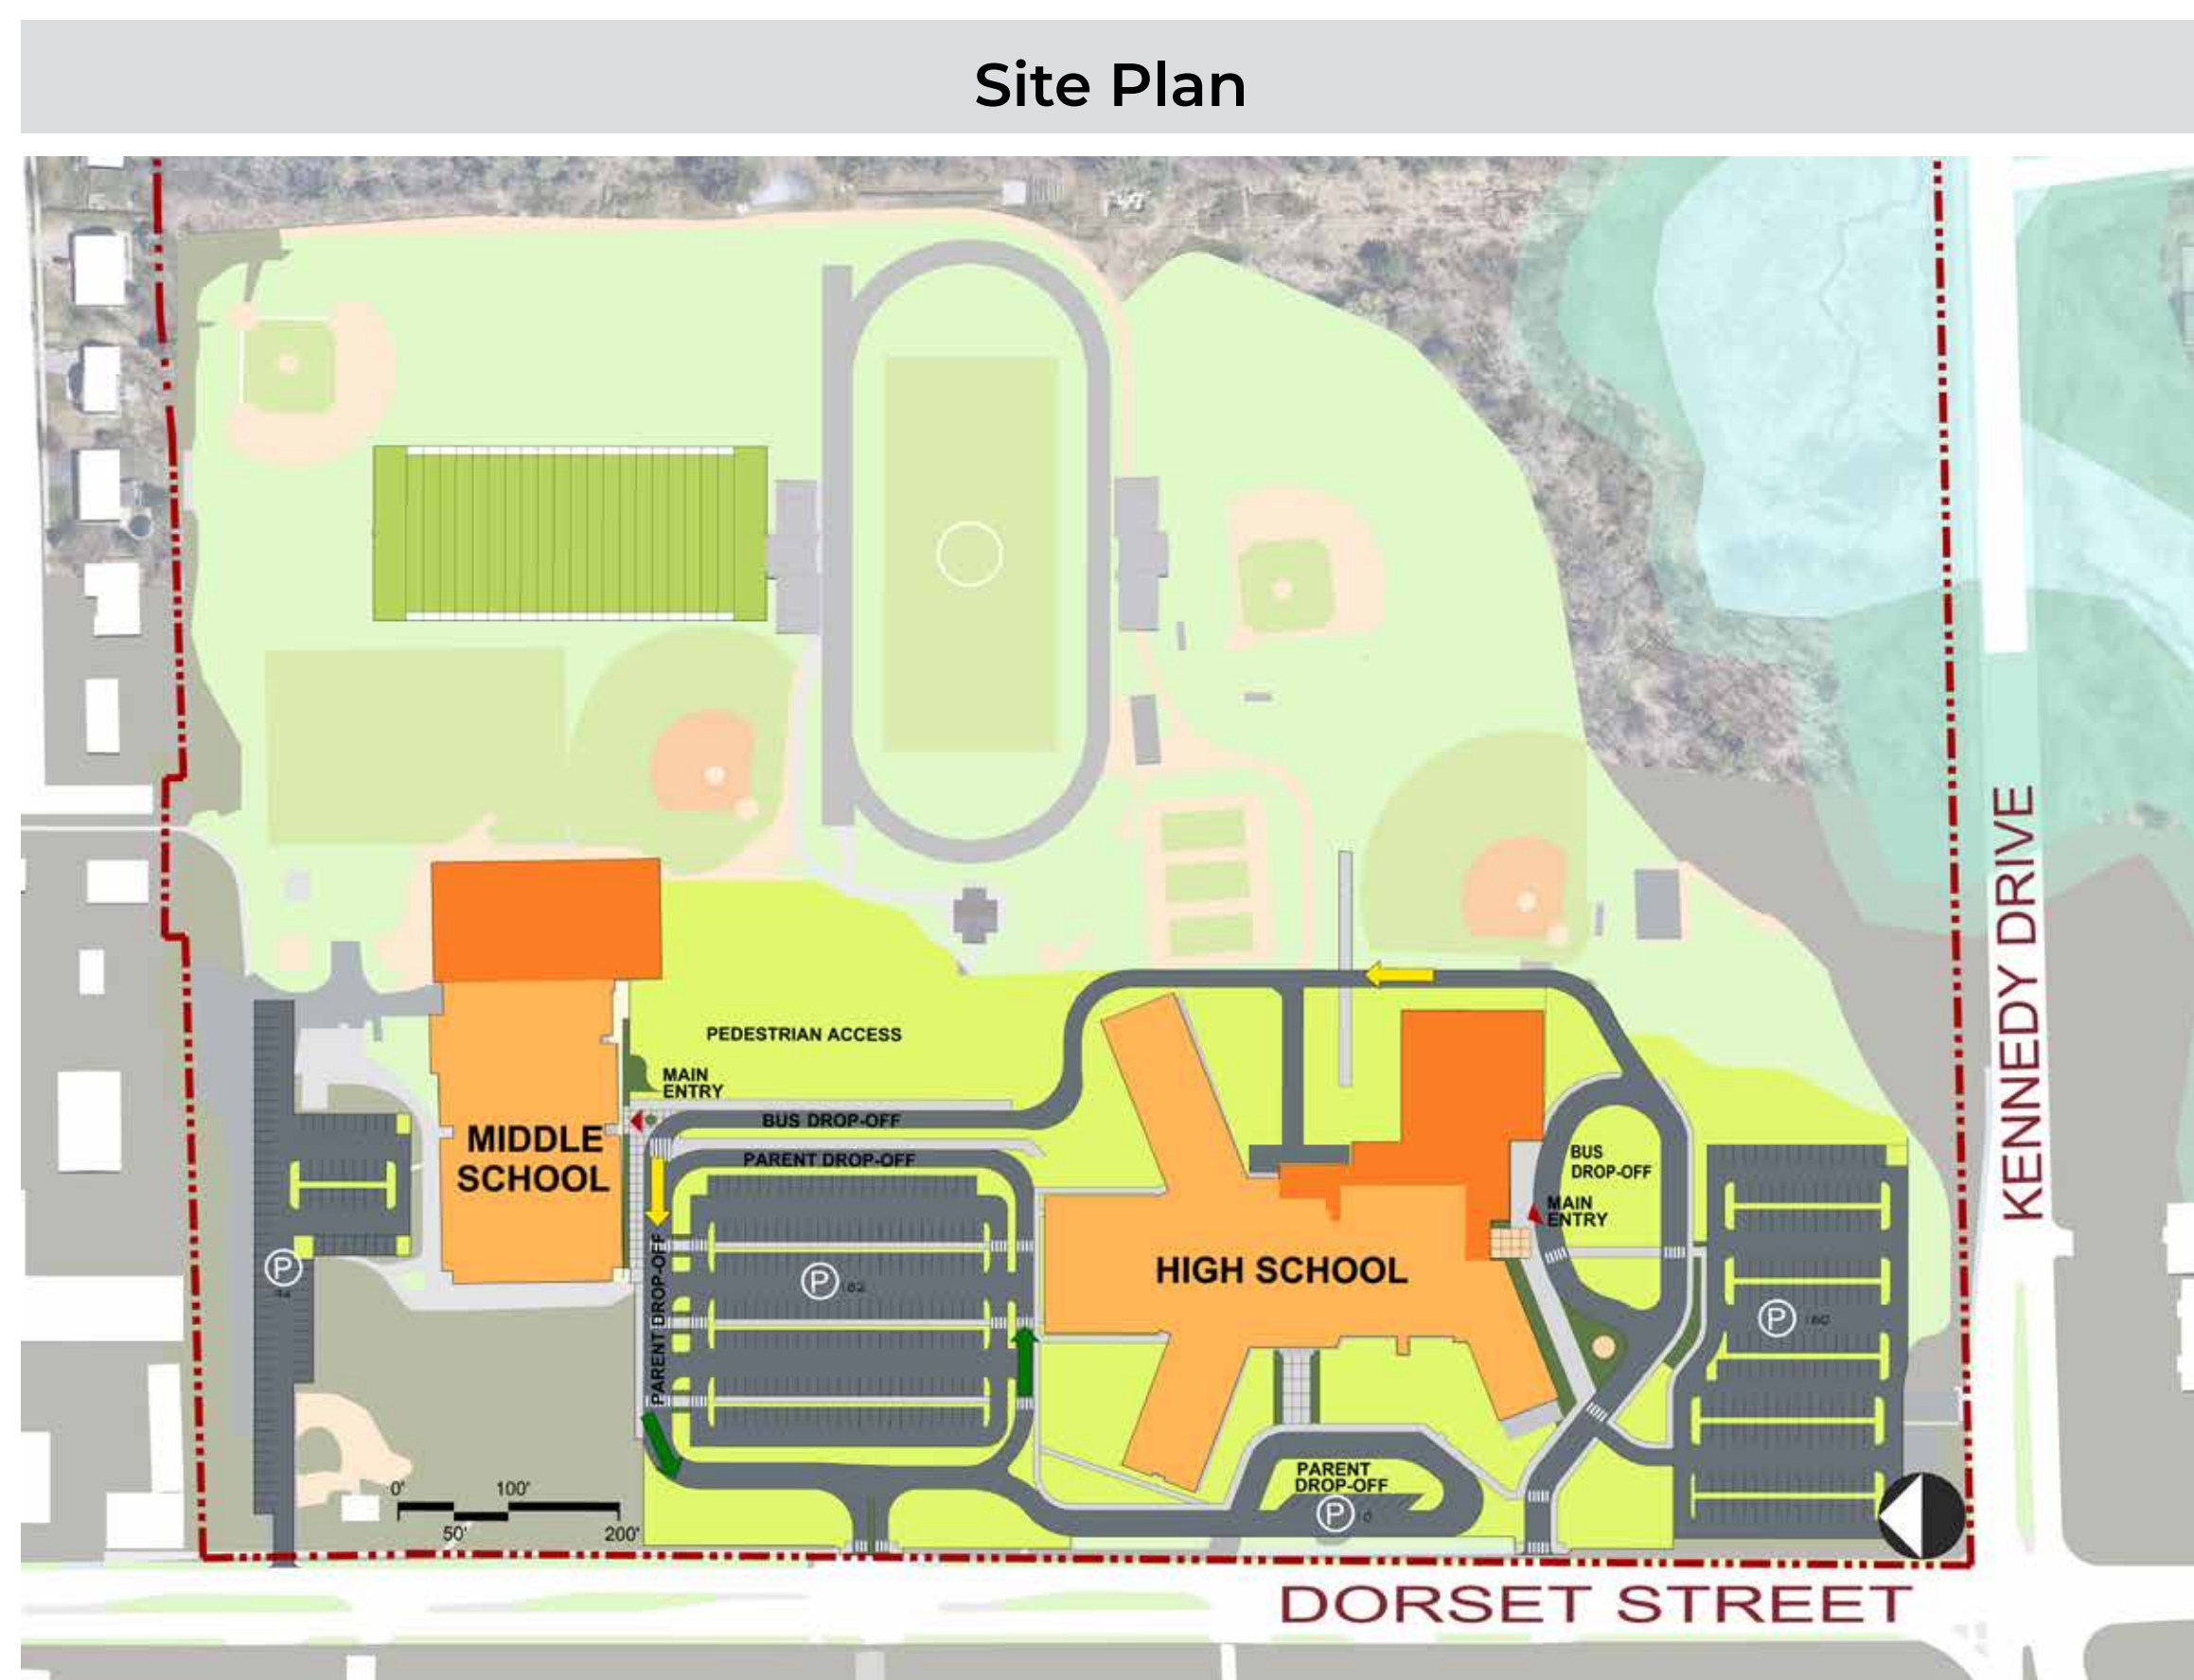 Site Plan
PEDESTRIAN ACCESS
MAIN
ENTRY
BUS DROP-OFF
PARENT DROP-OFF
MIDDLE
SCHOOL
PARENT DROP-OFF
P
P
182
HIGH SCHOOL
BUS
DROP-OFF
MAIN
ENTRY
P
PARENT
DROP-OFF
P
0'
100'
50'
200'
KENNEDY DRIVE
DORSET STREET